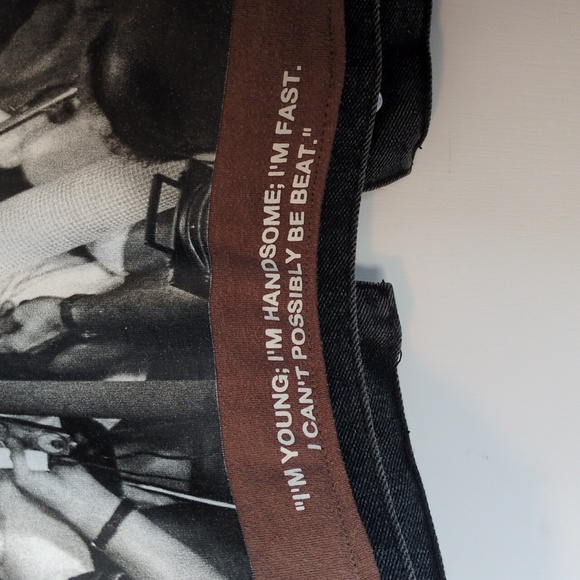 "I'M YOUNG; I'M HANDSOME; I'M FAST.
I CAN'T POSSIBLY BE BEAT."